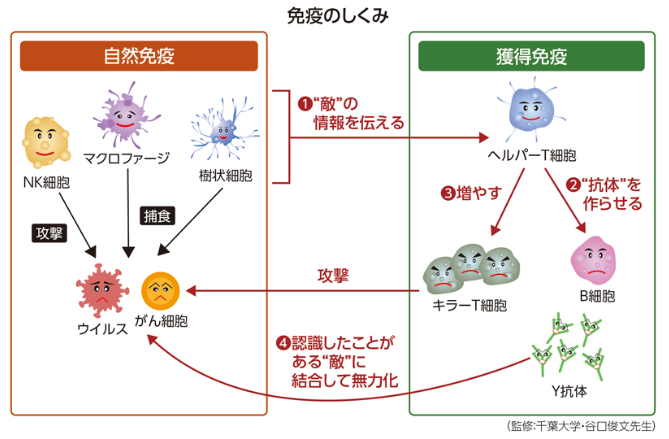 免疫のしくみ
自然免疫
獲得免疫
NK細胞
マクロファージ
樹状細胞
❶“敵”の
情報を伝える
ヘルパーT細胞
❷“抗体”を
作らせる
❸増やす
攻撃
捕食
ウイルス
がん細胞
攻撃
キラーT細胞
B細胞
❹認識したことが
ある“敵”に
結合して無力化
Y抗体
（監修：千葉大学・谷口俊文先生）